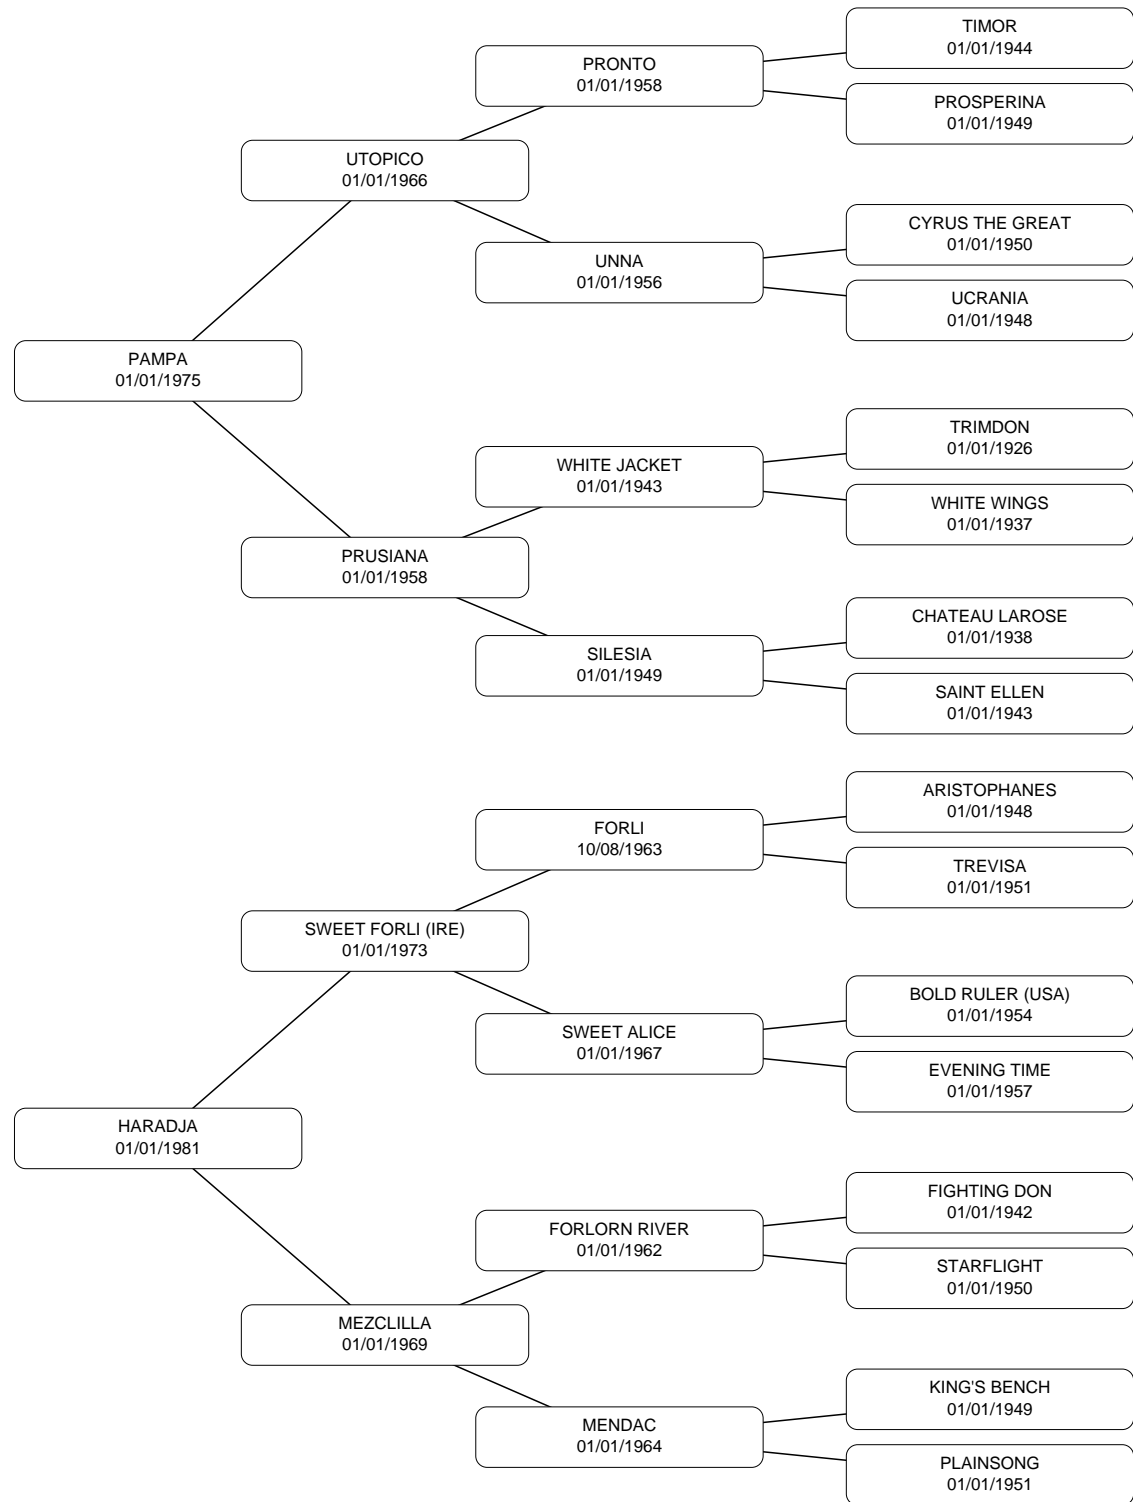 TIMOR
01/01/1944
PRONTO
01/01/1958
PROSPERINA
01/01/1949
UTOPICO
01/01/1966
CYRUS THE GREAT
01/01/1950
UNNA
01/01/1956
UCRANIA
01/01/1948
PAMPA
01/01/1975
TRIMDON
01/01/1926
WHITE JACKET
01/01/1943
WHITE WINGS
01/01/1937
PRUSIANA
01/01/1958
CHATEAU LAROSE
01/01/1938
SILESIA
01/01/1949
SAINT ELLEN
01/01/1943
ARISTOPHANES
01/01/1948
FORLI
10/08/1963
TREVISA
01/01/1951
SWEET FORLI (IRE)
01/01/1973
BOLD RULER (USA)
01/01/1954
SWEET ALICE
01/01/1967
EVENING TIME
01/01/1957
HARADJA
01/01/1981
FIGHTING DON
01/01/1942
FORLORN RIVER
01/01/1962
STARFLIGHT
01/01/1950
MEZCLILLA
01/01/1969
KING'S BENCH
01/01/1949
MENDAC
01/01/1964
PLAINSONG
01/01/1951